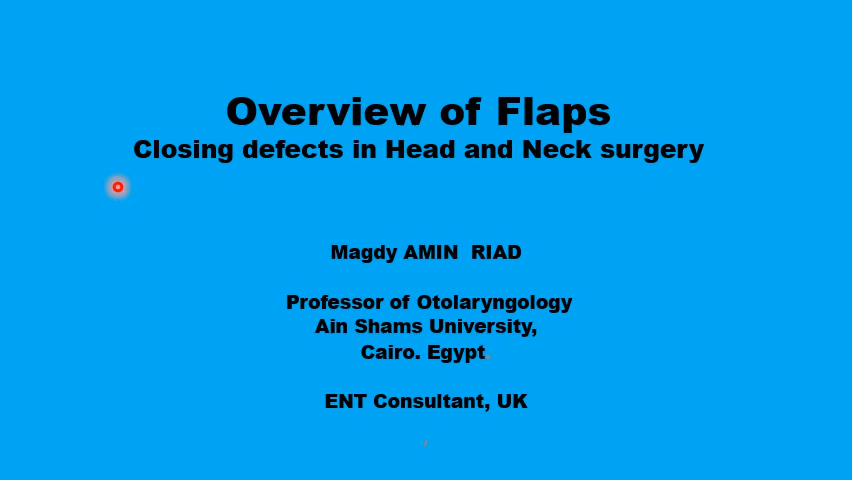 Overview of Flaps
Closing defects in Head and Neck surgery
Magdy AMIN RIAD
Professor of Otolaryngology
Ain Shams University,
Cairo. Egypt
ENT Consultant, UK